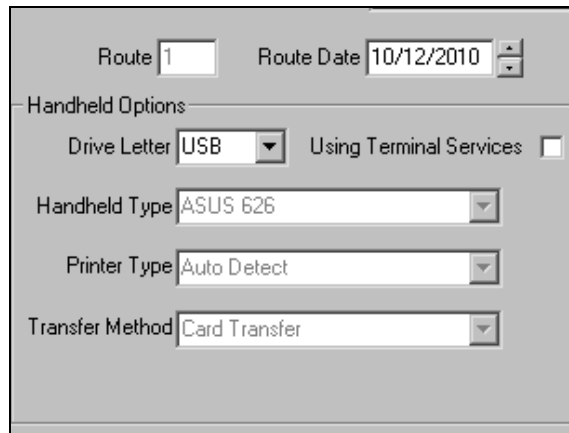 Route 1 Route Date 10/12/2010
Handheld Options
Drive Letter USB Using Terminal Services
Handheld Type ASUS 626
Printer Type Auto Detect
Transfer Method Card Transfer